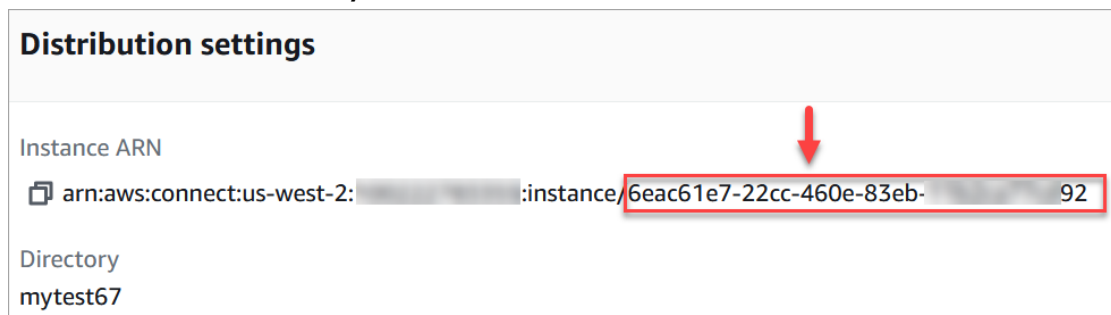 Distribution settings
Instance ARN
arn:aws:connect:us-west-2: :instance/6eac61e7-22cc-460e-83eb- 92
Directory
mytest67